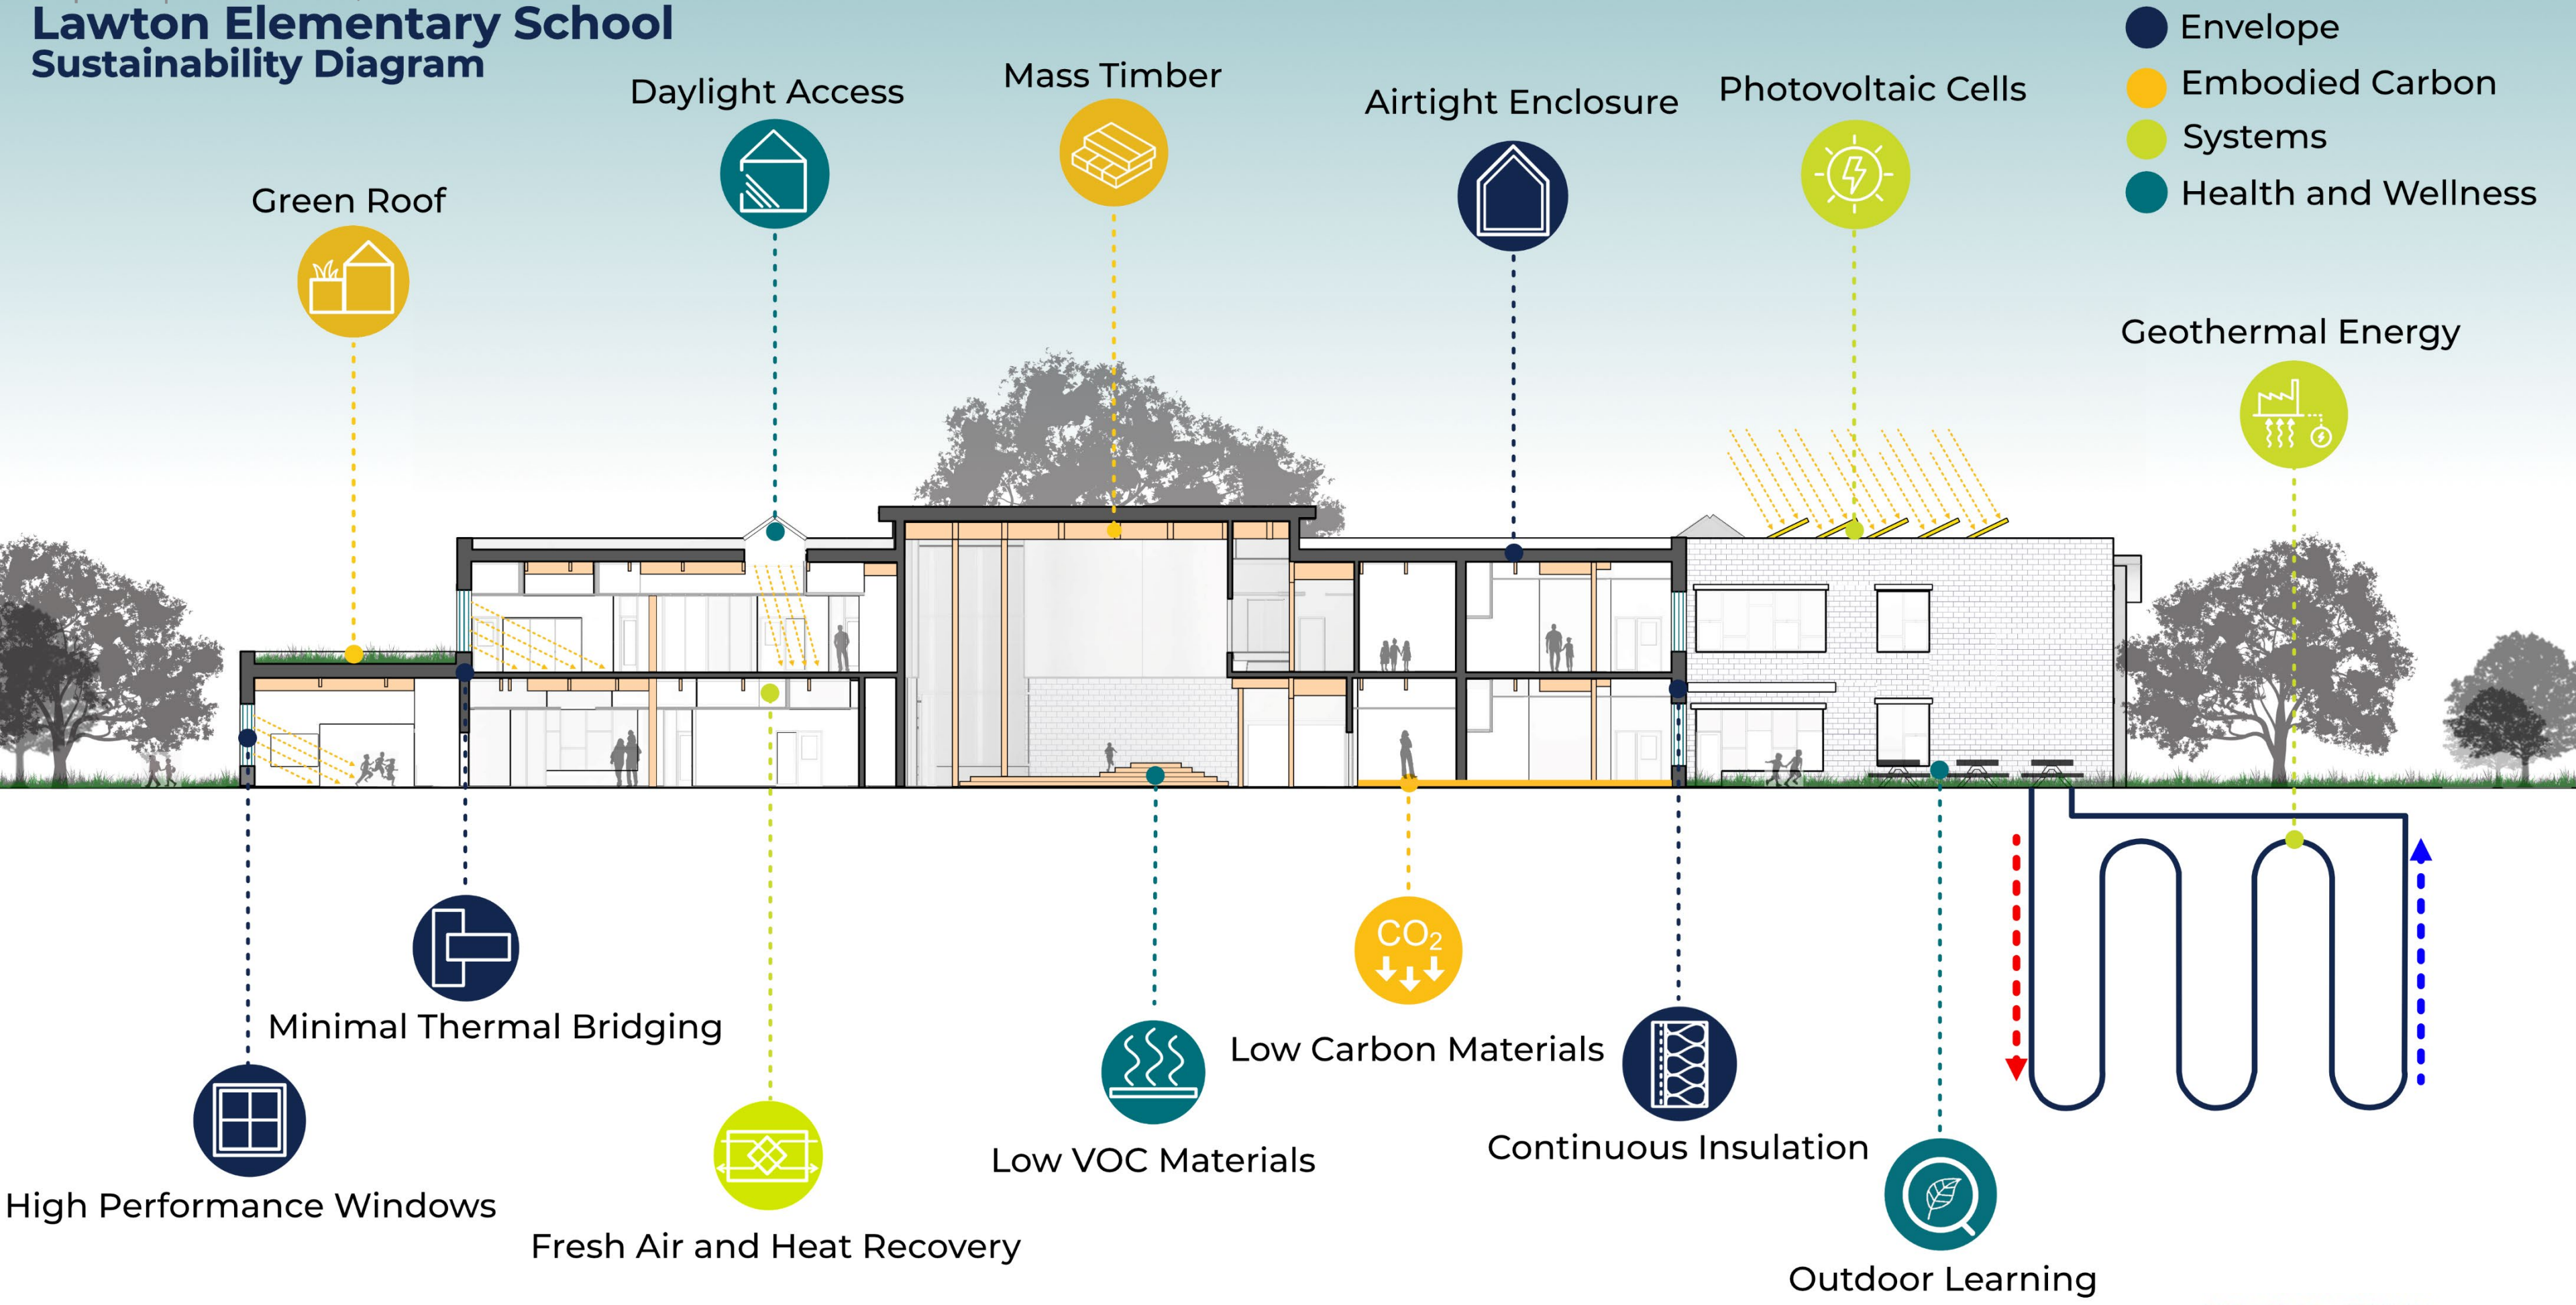 Lawton Elementary School
Sustainability Diagram
Envelope
Embodied Carbon
Systems
Health and Wellness
Daylight Access
Mass Timber
Airtight Enclosure
Photovoltaic Cells
Green Roof
Geothermal Energy
CO₂
Minimal Thermal Bridging
Low Carbon Materials
Continuous Insulation
Low VOC Materials
High Performance Windows
Fresh Air and Heat Recovery
Outdoor Learning